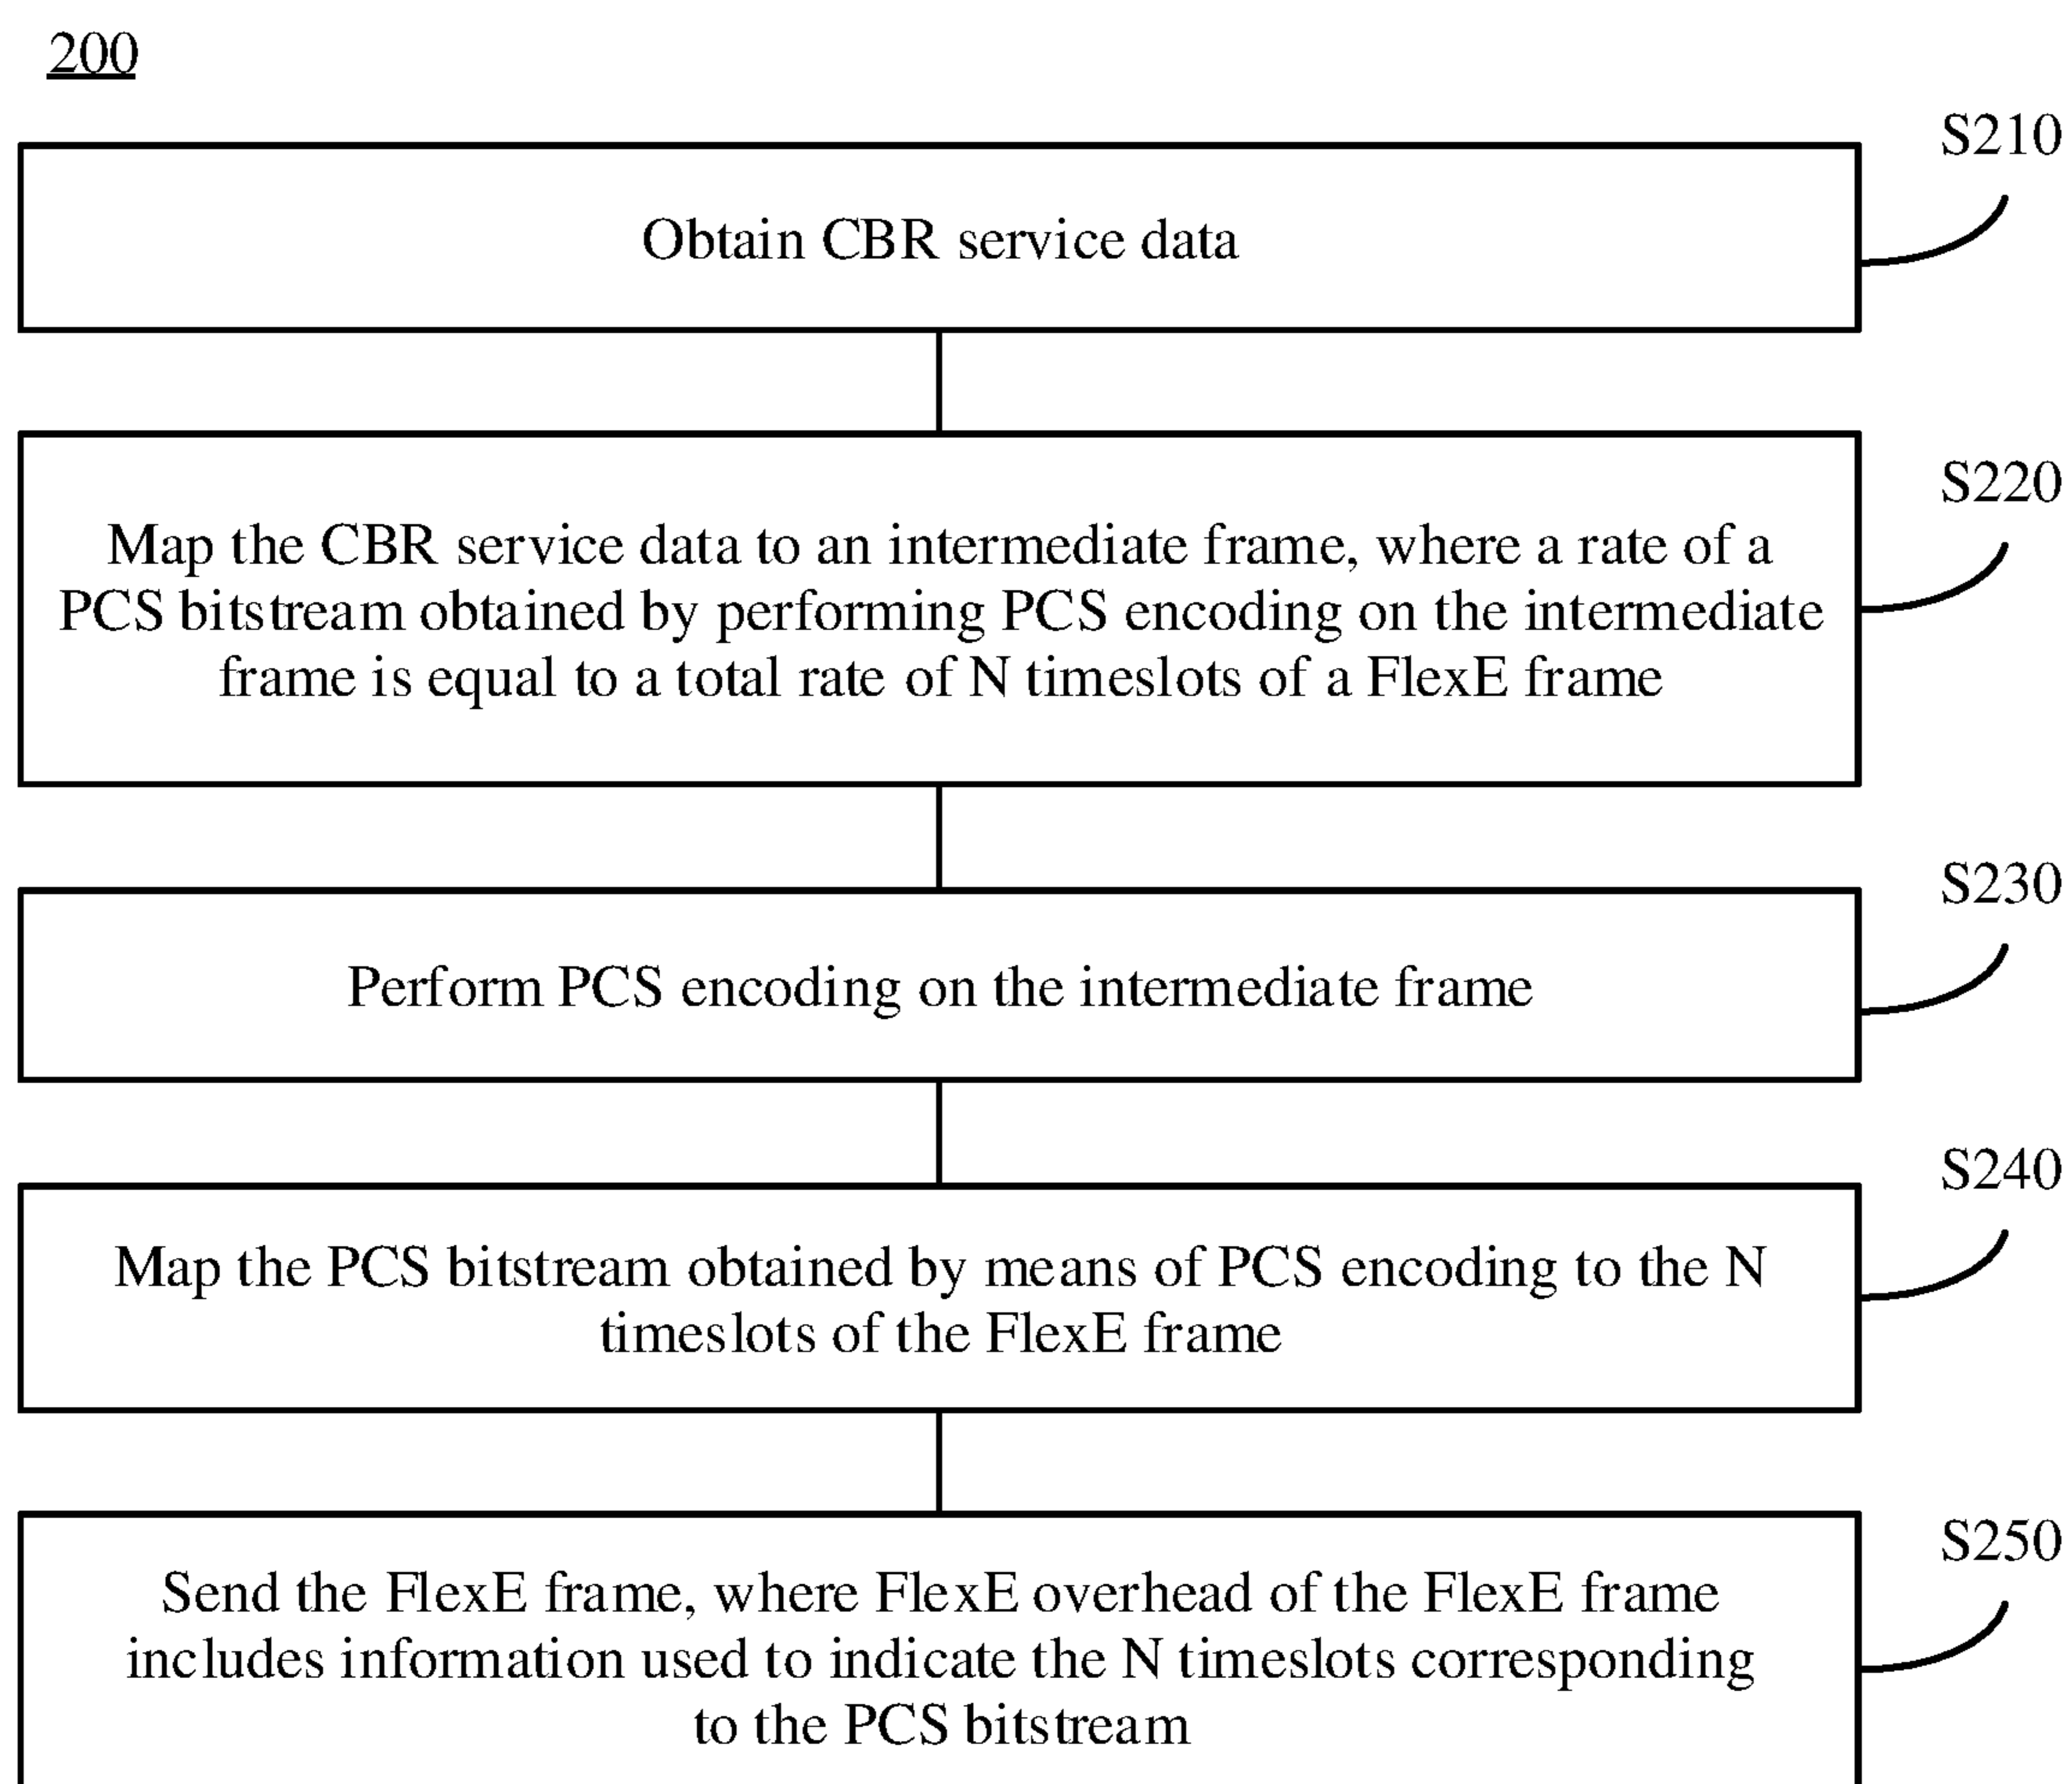 200
S210
Obtain CBR service data
S220
Map the CBR service data to an intermediate frame, where a rate of a
PCS bitstream obtained by performing PCS encoding on the intermediate
frame is equal to a total rate of N timeslots of a FlexE frame
S230
Perform PCS encoding on the intermediate frame
S240
Map the PCS bitstream obtained by means of PCS encoding to the N
timeslots of the FlexE frame
S250
Send the FlexE frame, where FlexE overhead of the FlexE frame
includes information used to indicate the N timeslots corresponding
to the PCS bitstream